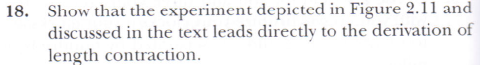 18. Show that the experiment depicted in Figure 2.11 and
discussed in the text leads directly to the derivation of
length contraction.